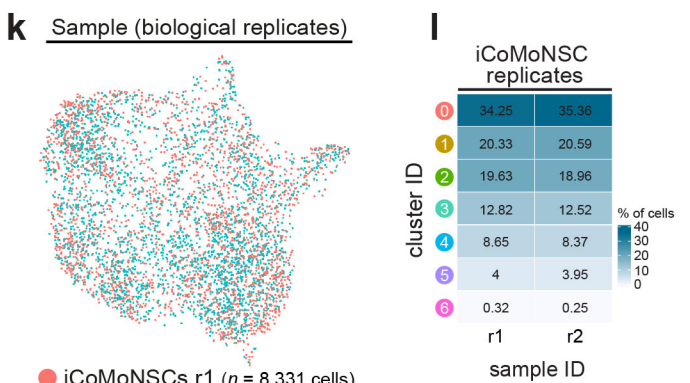 k
Sample (biological replicates)
iCoMoNSCs r1 (n = 8,331 cells)
l
iCoMoNSC
replicates
cluster ID
0 34.25 35.36
1 20.33 20.59
2 19.63 18.96
3 12.82 12.52
4 8.65 8.37
5 4 3.95
6 0.32 0.25
r1 r2
sample ID
% of cells
40
30
20
10
0